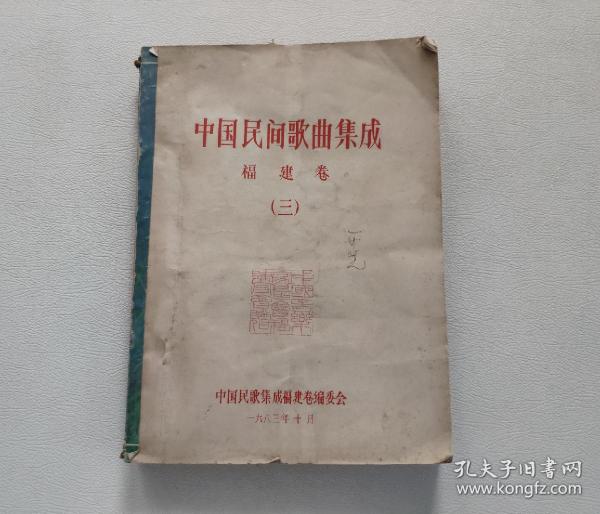 中国民间歌曲集成
福建卷
(三)
中国民歌集成福建卷编委会
一九八三年十月
孔夫子旧书网
www.kongfz.com